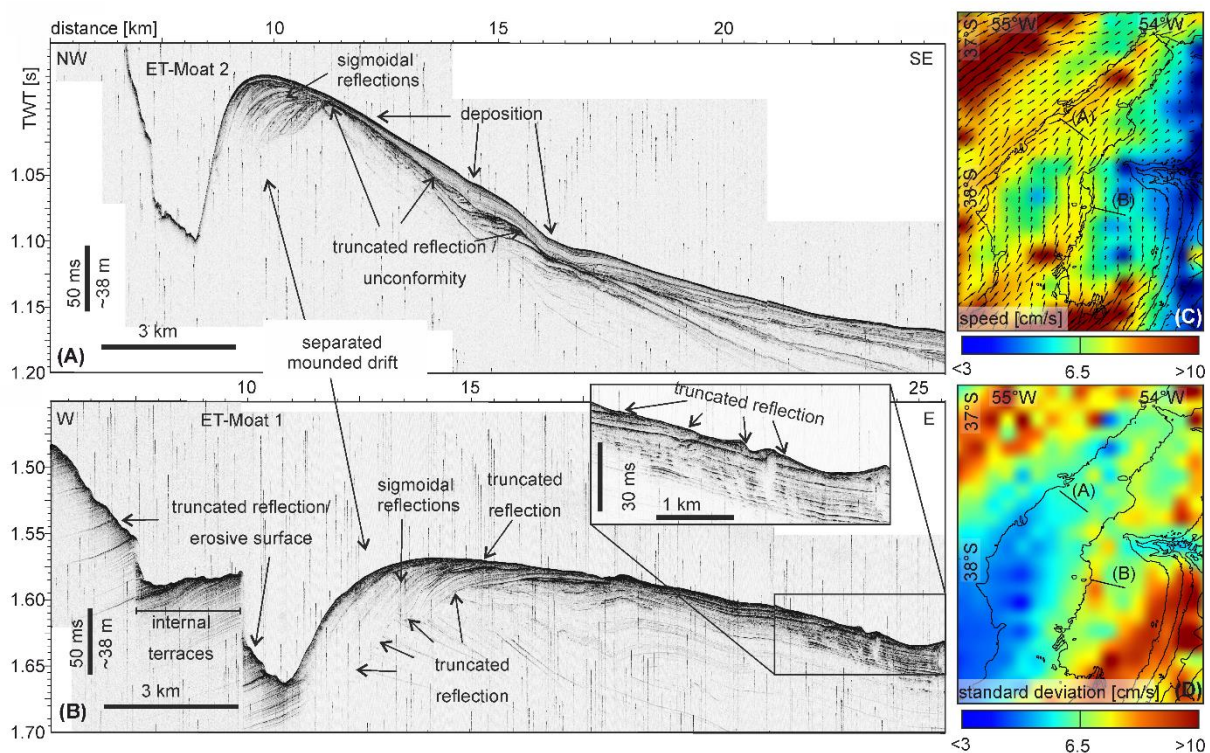 distance [km]
10
15
20
NW
ET-Moat 2
sigmoidal
reflections
SE
deposition
TWT [s]
1.05
1.10
1.15
1.20
truncated reflection
unconformity
50 ms
~38 m
3 km
(A)
separated
mounded drift
10
15
25
W
ET-Moat 1
E
truncated reflection
30 ms
1 km
1.50
1.55
1.60
1.65
1.70
truncated reflection/
erosive surface
sigmoidal
reflections
truncated
reflection
internal
terraces
truncated
reflection
50 ms
~38 m
3 km
(B)
55°W
54°W
37°S
38°S
(A)
(B)
speed [cm/s]
(C)
<3
6.5
>10
55°W
54°W
37°S
38°S
(A)
(B)
standard deviation [cm/s]
(D)
<3
6.5
>10